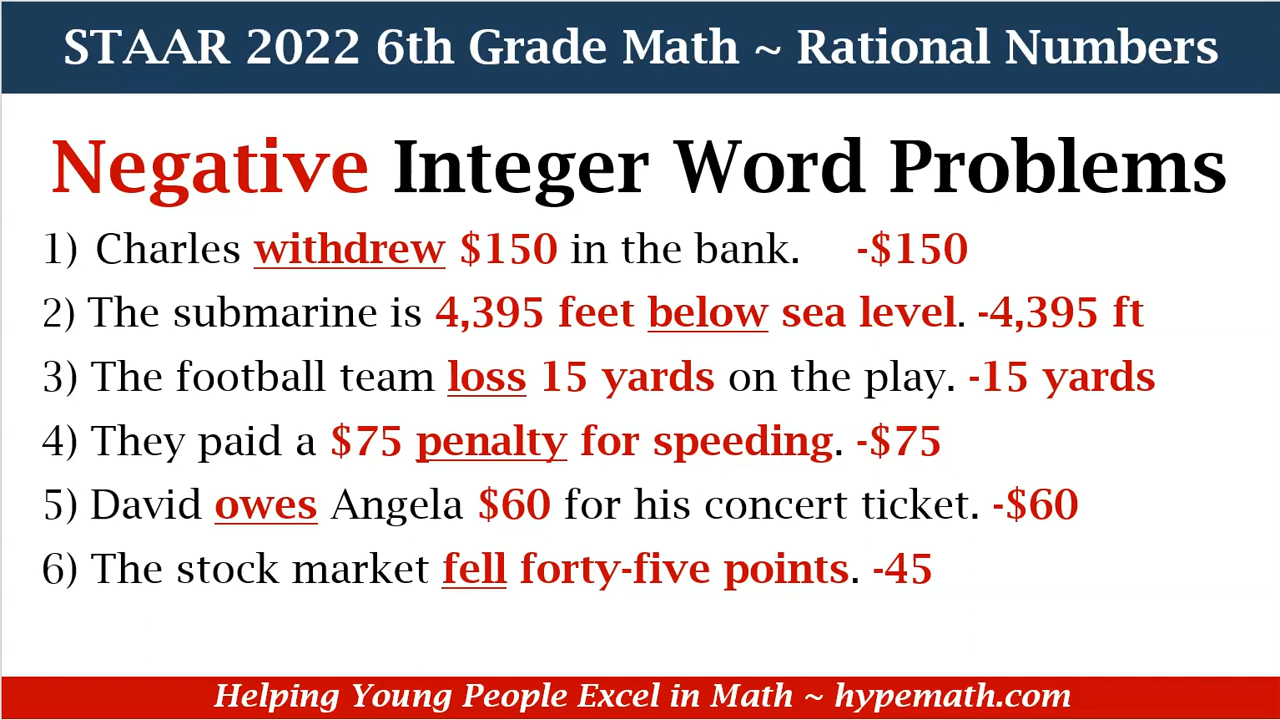 STAAR 2022 6th Grade Math ~ Rational Numbers
Negative Integer Word Problems
1) Charles withdrew $150 in the bank. -$150
2) The submarine is 4,395 feet below sea level. -4,395 ft
3) The football team loss 15 yards on the play. -15 yards
4) They paid a $75 penalty for speeding. -$75
5) David owes Angela $60 for his concert ticket. -$60
6) The stock market fell forty-five points. -45
Helping Young People Excel in Math ~ hypemath.com